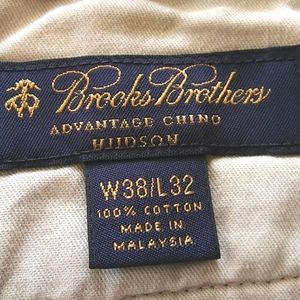 Brooks Brothers
ADVANTAGE CHINO
HUDSON
W38/L32
100% COTTON
MADE IN
MALAYSIA